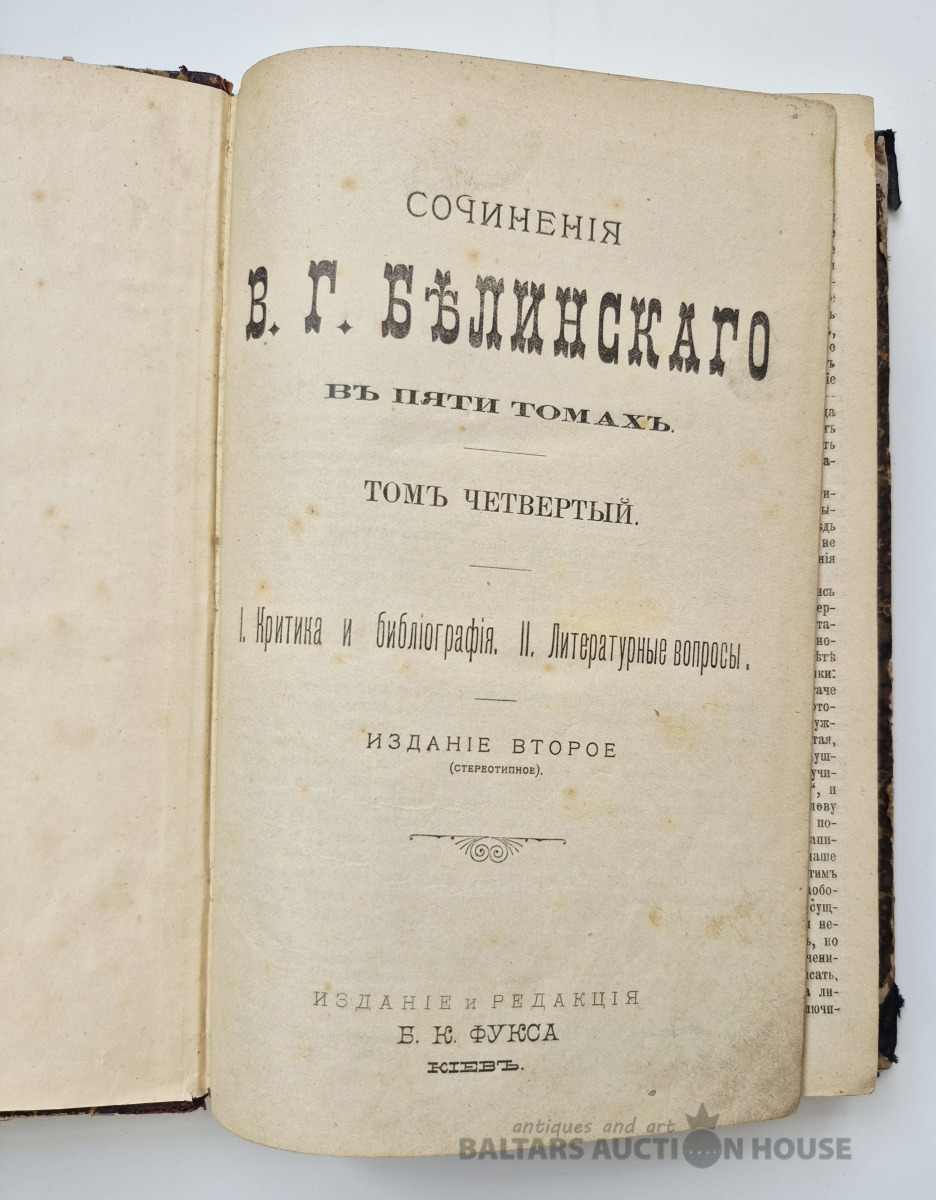 СОЧИНЕНІЯ
В. Г. БѢЛИНСКАГО
ВЪ ПЯТИ ТОМАХЪ.
ТОМЪ ЧЕТВЕРТЫЙ.
I. Критика и библіографія. II. Литературные вопросы.
ИЗДАНІЕ ВТОРОЕ
(СТЕРЕОТИПНОЕ).
ИЗДАНІЕ и РЕДАКЦІЯ
Б. К. ФУКСА
КІЕВЪ.
antiques and art
BALTARS AUCTION HOUSE